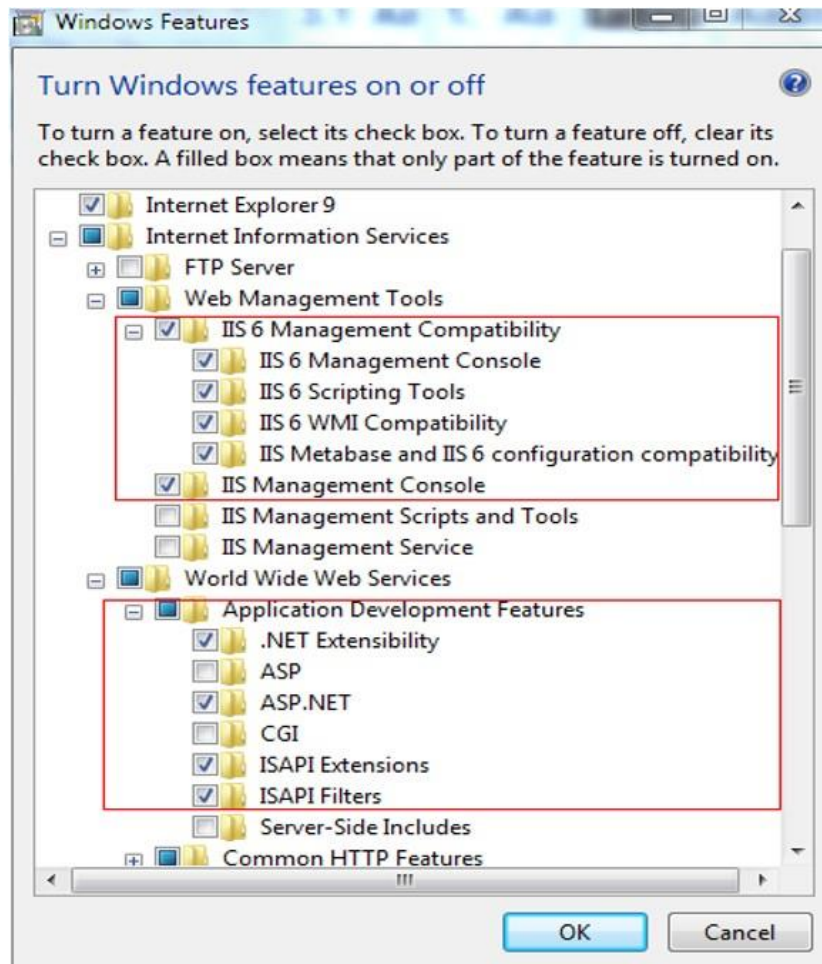 Windows Features
Turn Windows features on or off
To turn a feature on, select its check box. To turn a feature off, clear its
check box. A filled box means that only part of the feature is turned on.
Internet Explorer 9
Internet Information Services
FTP Server
Web Management Tools
IIS 6 Management Compatibility
IIS 6 Management Console
IIS 6 Scripting Tools
IIS 6 WMI Compatibility
IIS Metabase and IIS 6 configuration compatibility
IIS Management Console
IIS Management Scripts and Tools
IIS Management Service
World Wide Web Services
Application Development Features
.NET Extensibility
ASP
ASP.NET
CGI
ISAPI Extensions
ISAPI Filters
Server-Side Includes
Common HTTP Features
OK Cancel